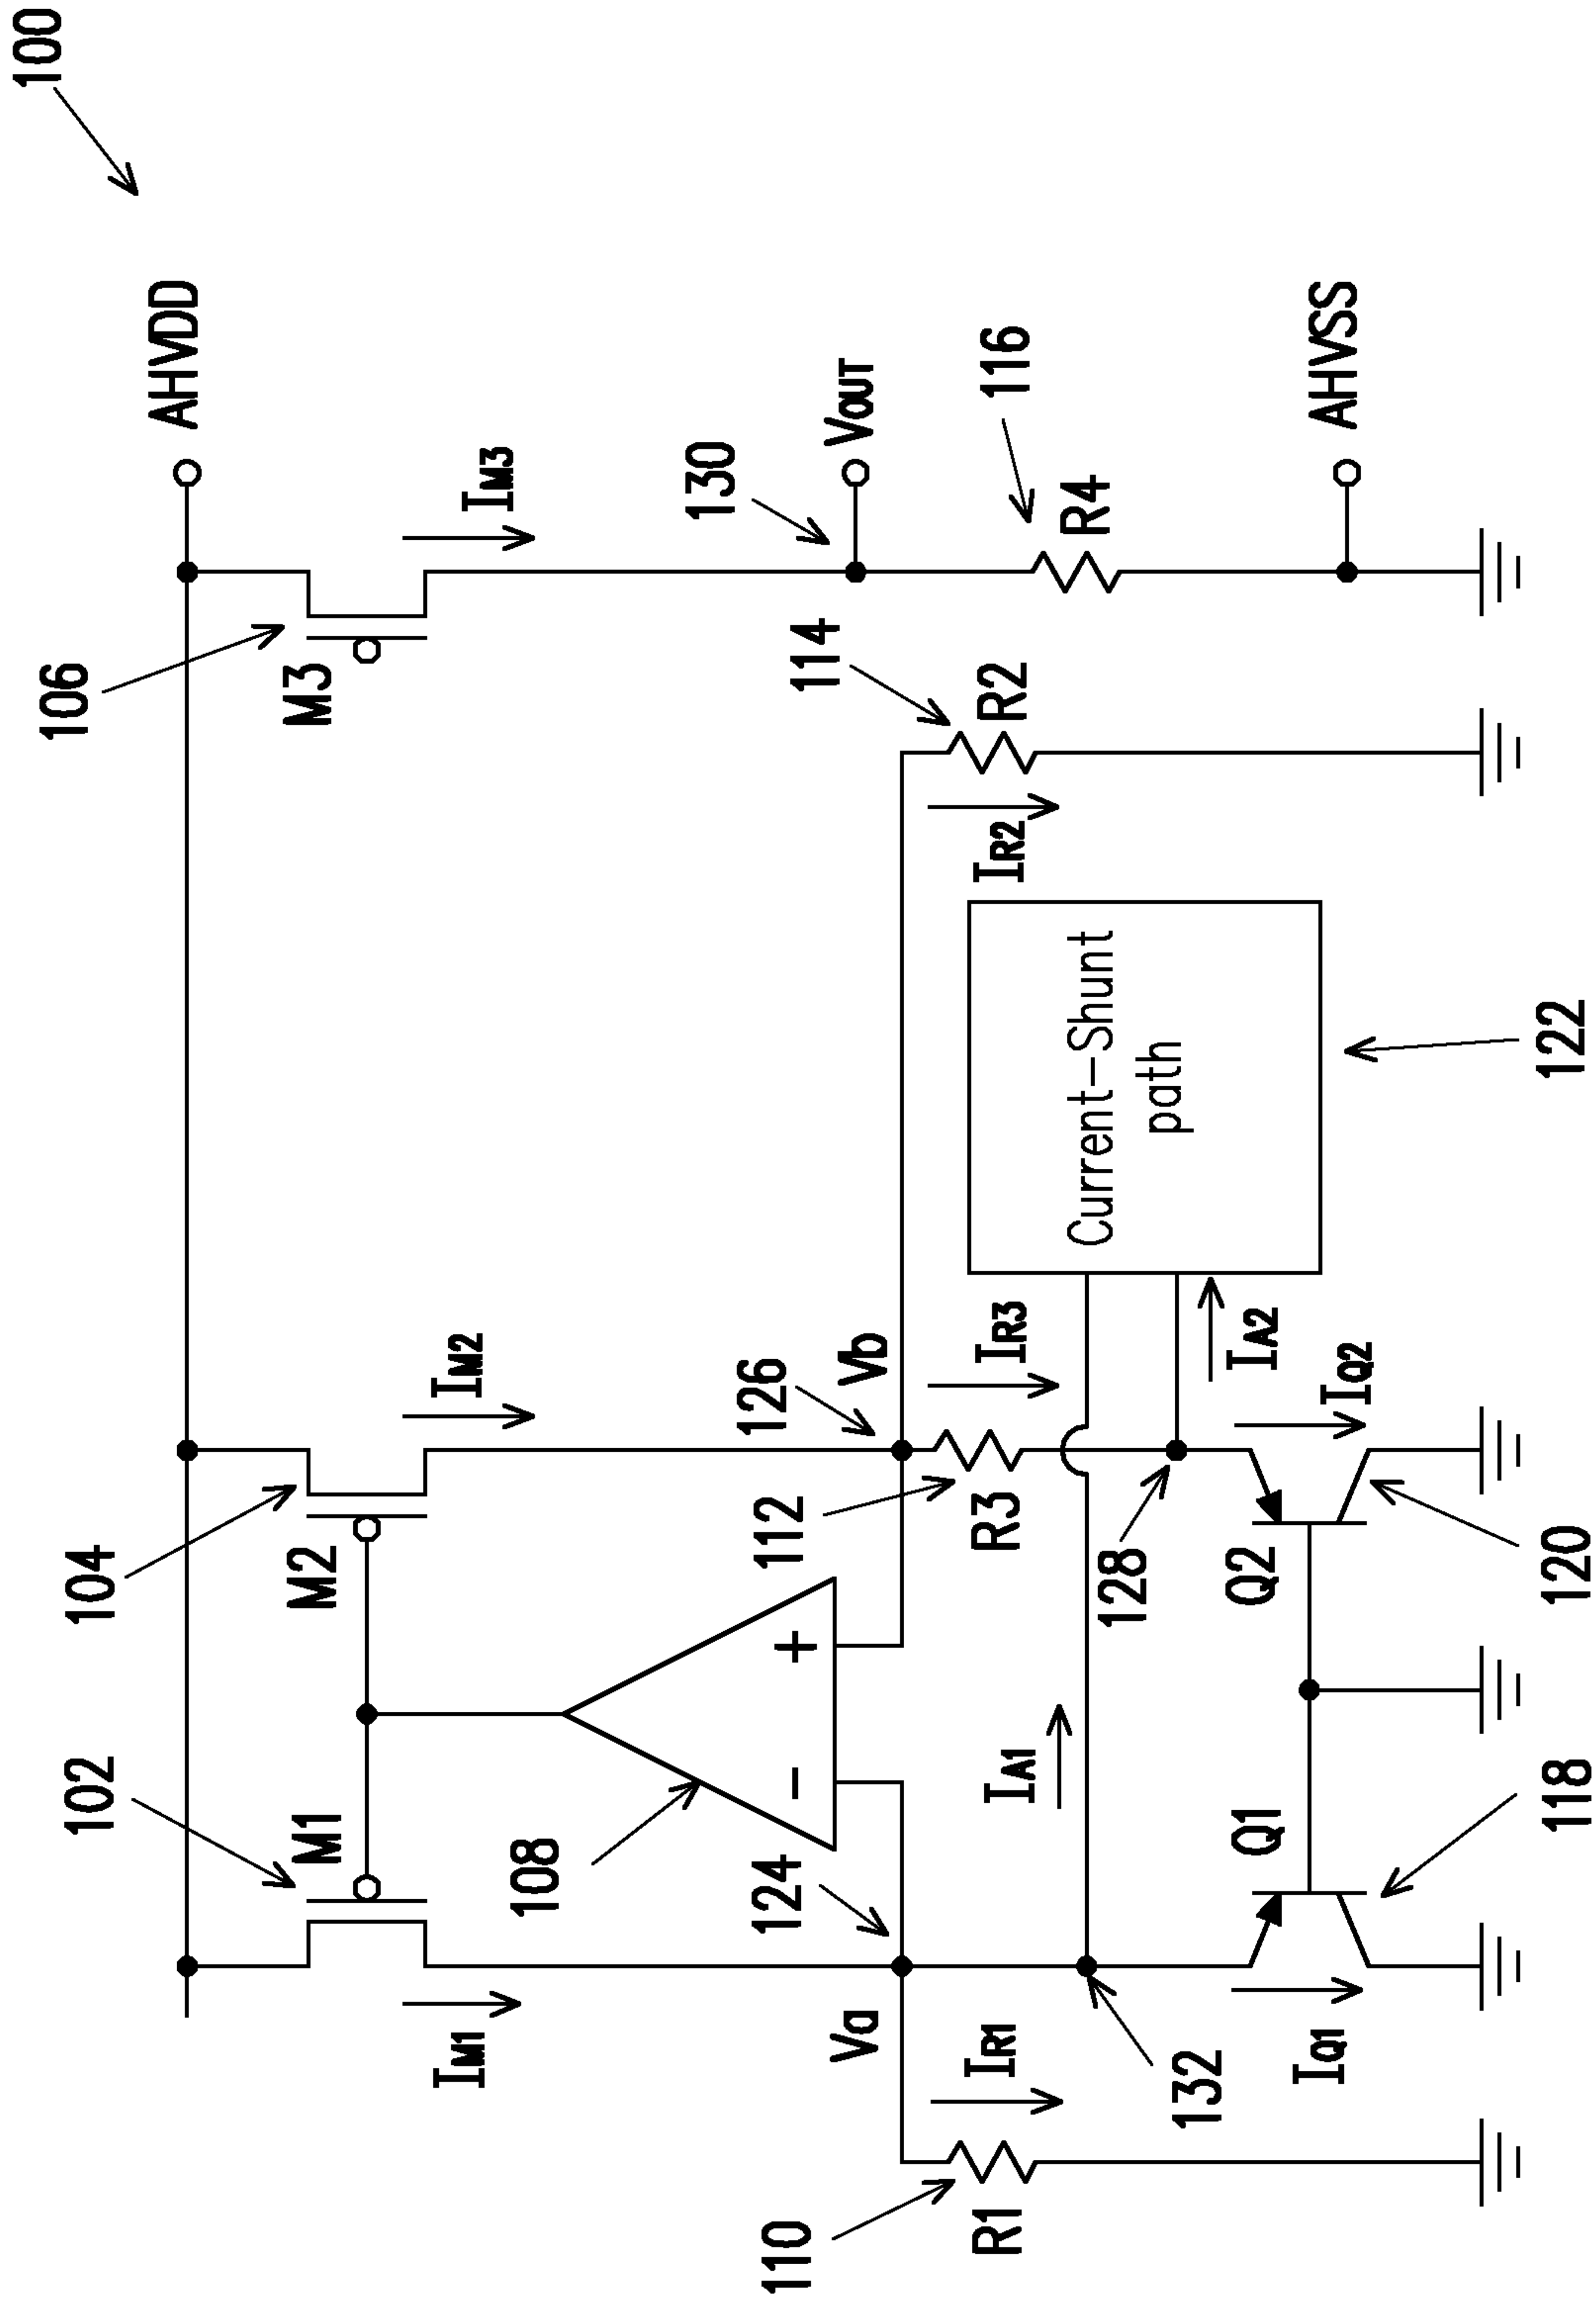 100
AHVDD
106
M3
IM3
130
VOUT
116
R4
AHVSS
114
R2
IR2
104
M2
IM2
102
M1
IM1
108
-
+
126
Vb
124
Va
112
R3
IR3
110
R1
IR1
IA1
132
128
IA2
Current-Shunt
path
122
Q1
IQ1
118
Q2
IQ2
120